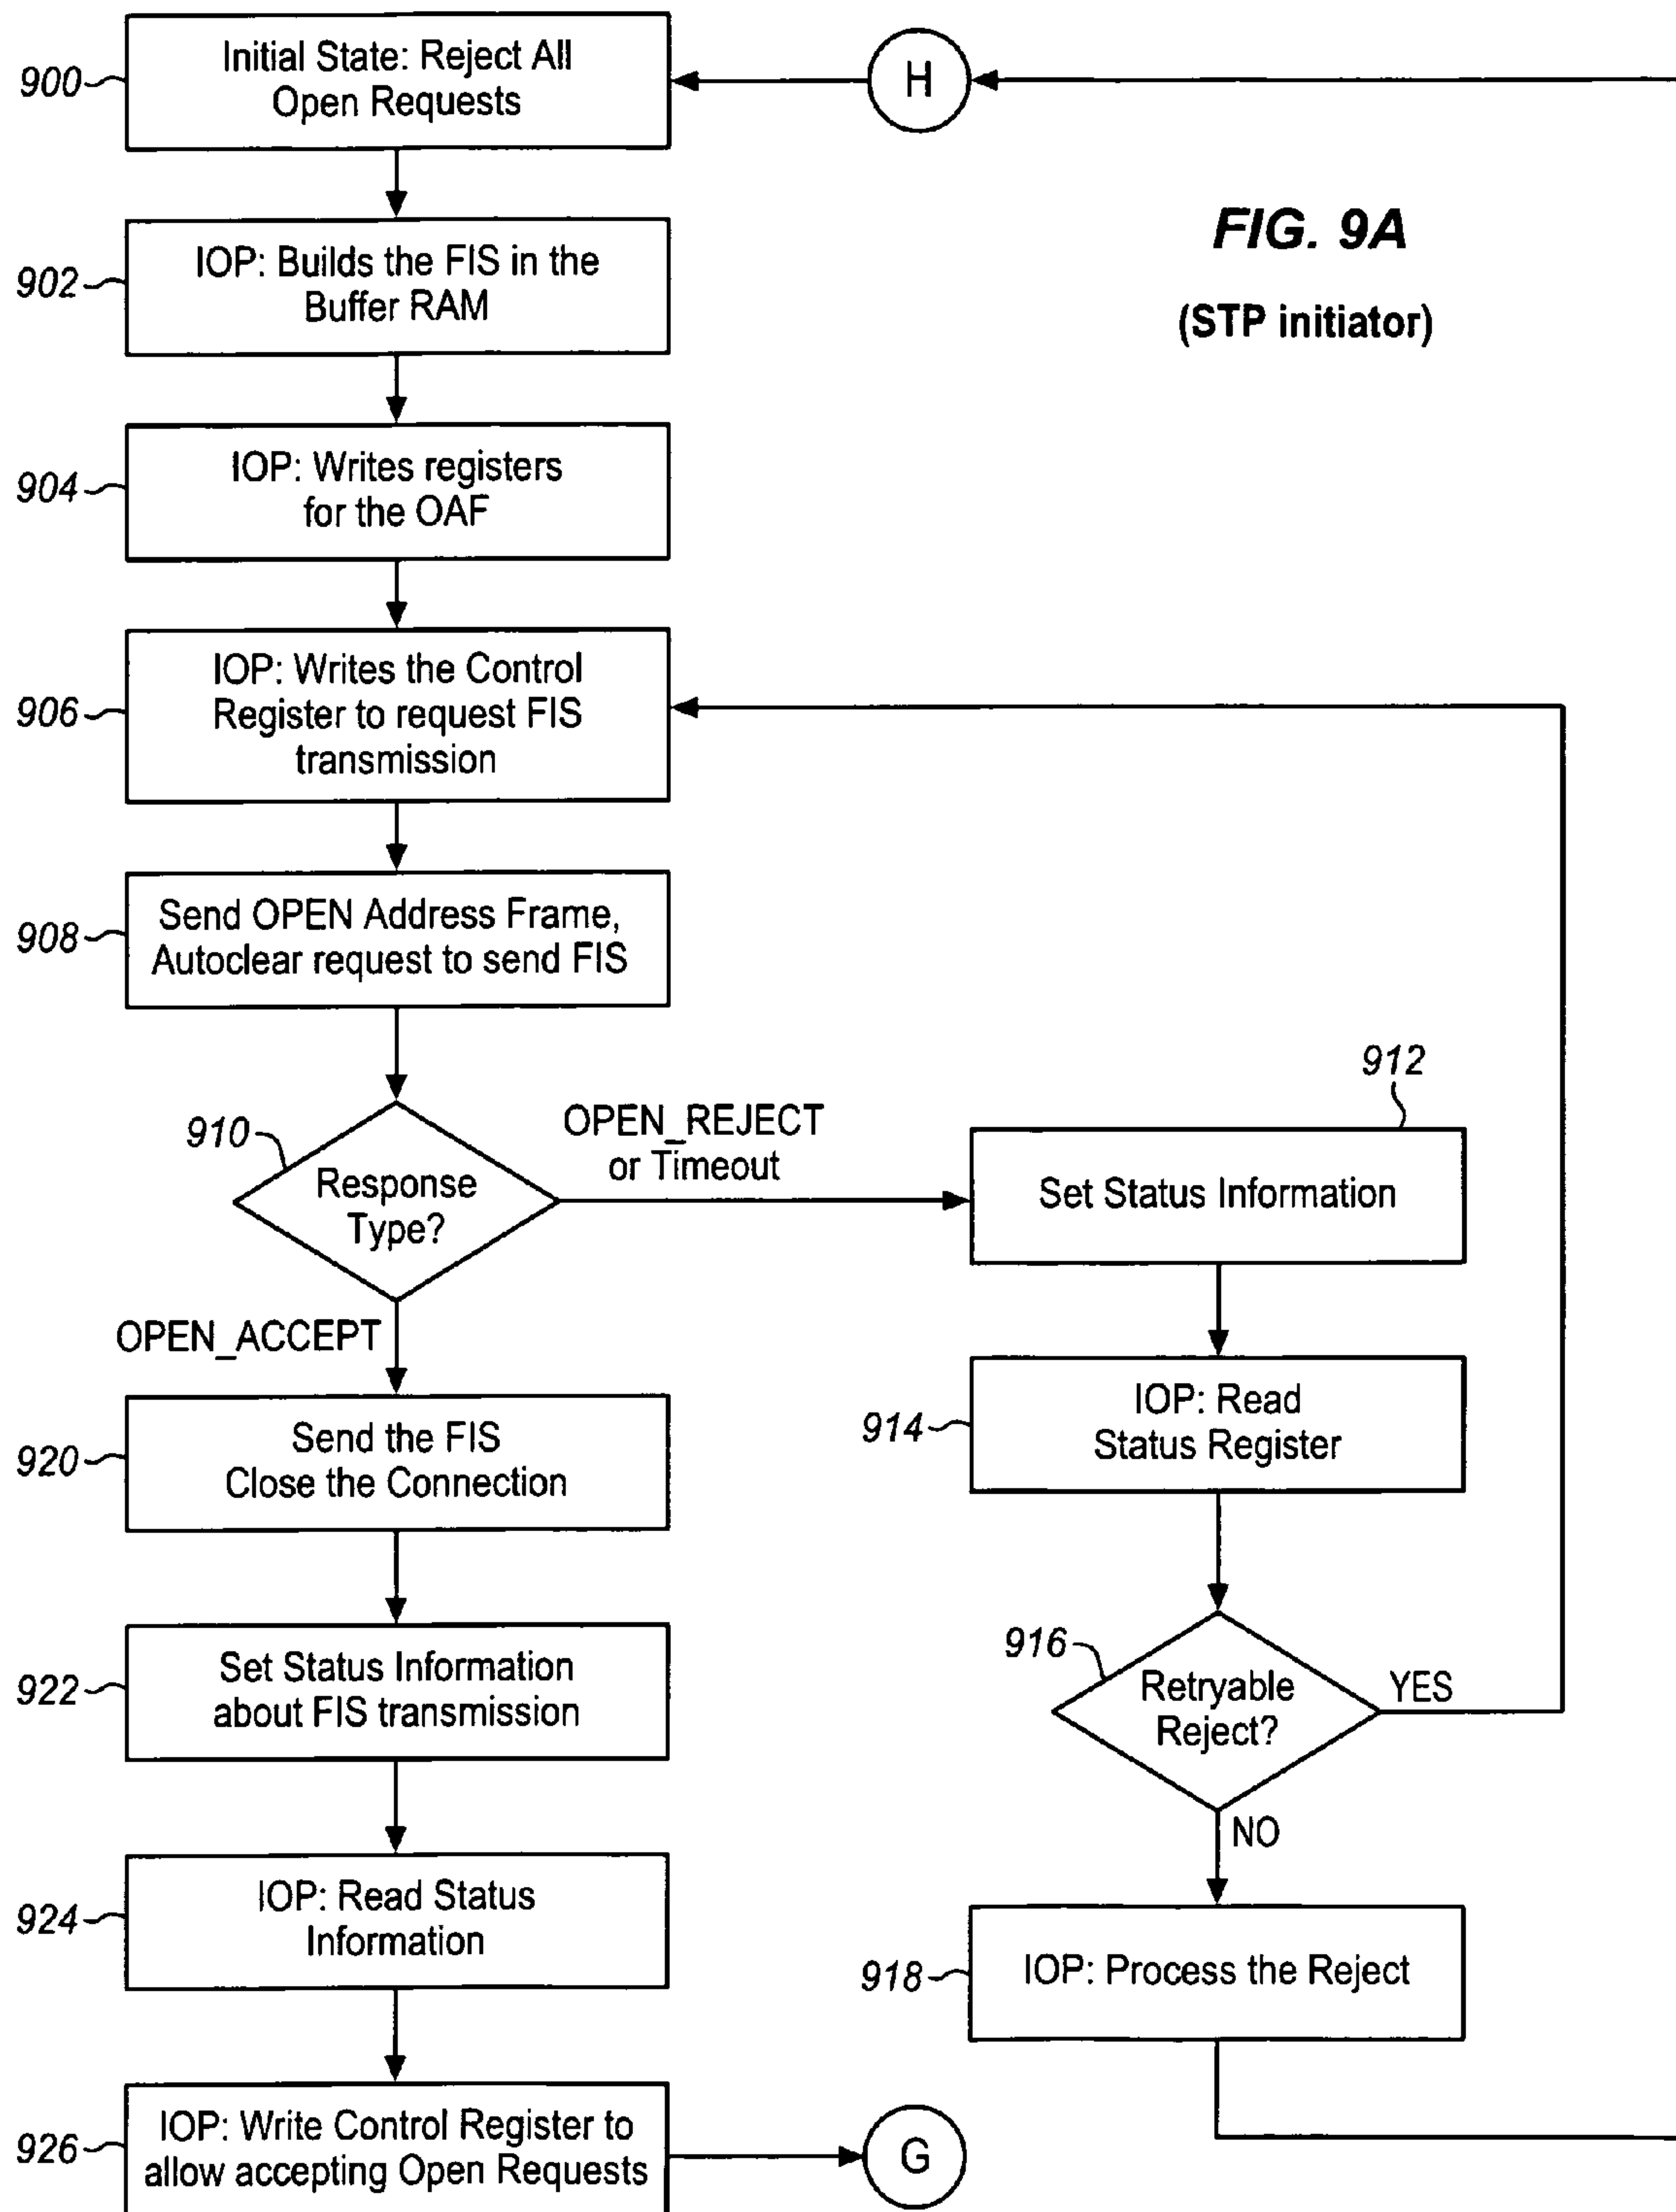 900
Initial State: Reject All
Open Requests
H
FIG. 9A
(STP initiator)
902
IOP: Builds the FIS in the
Buffer RAM
904
IOP: Writes registers
for the OAF
906
IOP: Writes the Control
Register to request FIS
transmission
908
Send OPEN Address Frame,
Autoclear request to send FIS
910
Response
Type?
OPEN_REJECT
or Timeout
912
Set Status Information
OPEN_ACCEPT
914
IOP: Read
Status Register
920
Send the FIS
Close the Connection
916
Retryable
Reject?
YES
NO
922
Set Status Information
about FIS transmission
924
IOP: Read Status
Information
918
IOP: Process the Reject
926
IOP: Write Control Register to
allow accepting Open Requests
G